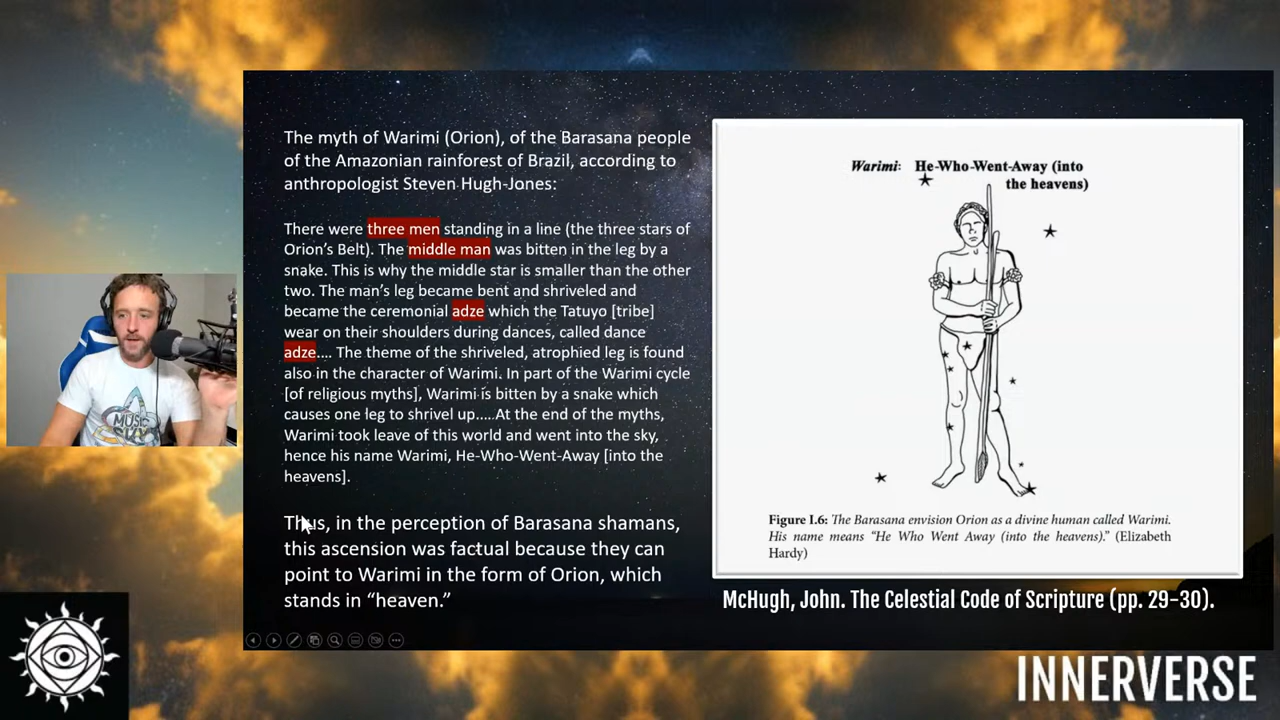 The myth of Warimi (Orion), of the Barasana people
of the Amazonian rainforest of Brazil, according to
anthropologist Steven Hugh-Jones:
There were three men standing in a line (the three stars of
Orion's Belt). The middle man was bitten in the leg by a
snake. This is why the middle star is smaller than the other
two. The man's leg became bent and shriveled and
became the ceremonial adze which the Tatuyo [tribe]
wear on their shoulders during dances, called dance
adze.... The theme of the shriveled, atrophied leg is found
also in the character of Warimi. In part of the Warimi cycle
[of religious myths], Warimi is bitten by a snake which
causes one leg to shrivel up.....At the end of the myths,
Warimi took leave of this world and went into the sky,
hence his name Warimi, He-Who-Went-Away [into the
heavens].
Thus, in the perception of Barasana shamans,
this ascension was factual because they can
point to Warimi in the form of Orion, which
stands in “heaven.”
Warimi: He-Who-Went-Away (into
the heavens)
Figure I.6: The Barasana envision Orion as a divine human called Warimi.
His name means “He Who Went Away (into the heavens).” (Elizabeth
Hardy)
McHugh, John. The Celestial Code of Scripture (pp. 29-30).
MUSIC
SKY
INNERVERSE